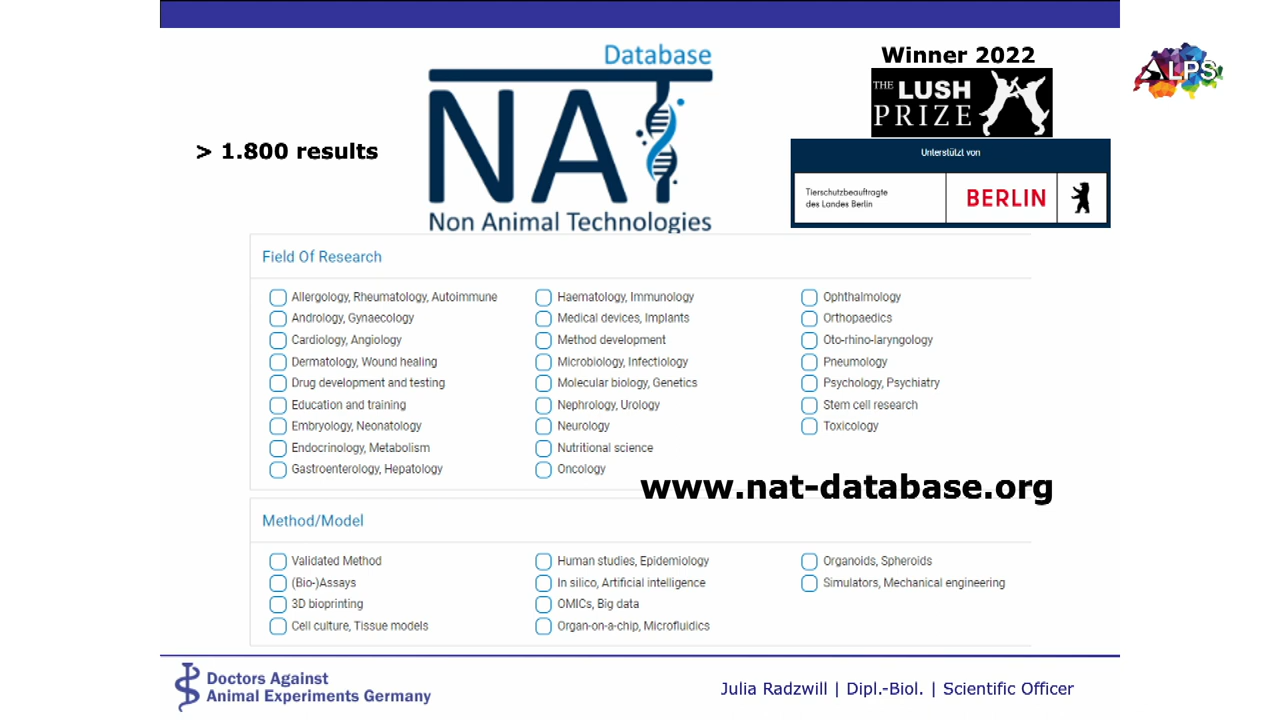 Database
NAT
Non Animal Technologies
> 1.800 results
Winner 2022
THE LUSH
PRIZE
Unterstützt von
Tierschutzbeauftragte
des Landes Berlin
BERLIN
ALPS
Field Of Research
Allergology, Rheumatology, Autoimmune
Andrology, Gynaecology
Cardiology, Angiology
Dermatology, Wound healing
Drug development and testing
Education and training
Embryology, Neonatology
Endocrinology, Metabolism
Gastroenterology, Hepatology
Haematology, Immunology
Medical devices, Implants
Method development
Microbiology, Infectiology
Molecular biology, Genetics
Nephrology, Urology
Neurology
Nutritional science
Oncology
Ophthalmology
Orthopaedics
Oto-rhino-laryngology
Pneumology
Psychology, Psychiatry
Stem cell research
Toxicology
www.nat-database.org
Method/Model
Validated Method
(Bio-)Assays
3D bioprinting
Cell culture, Tissue models
Human studies, Epidemiology
In silico, Artificial intelligence
OMICs, Big data
Organ-on-a-chip, Microfluidics
Organoids, Spheroids
Simulators, Mechanical engineering
Doctors Against
Animal Experiments Germany
Julia Radzwill | Dipl.-Biol. | Scientific Officer